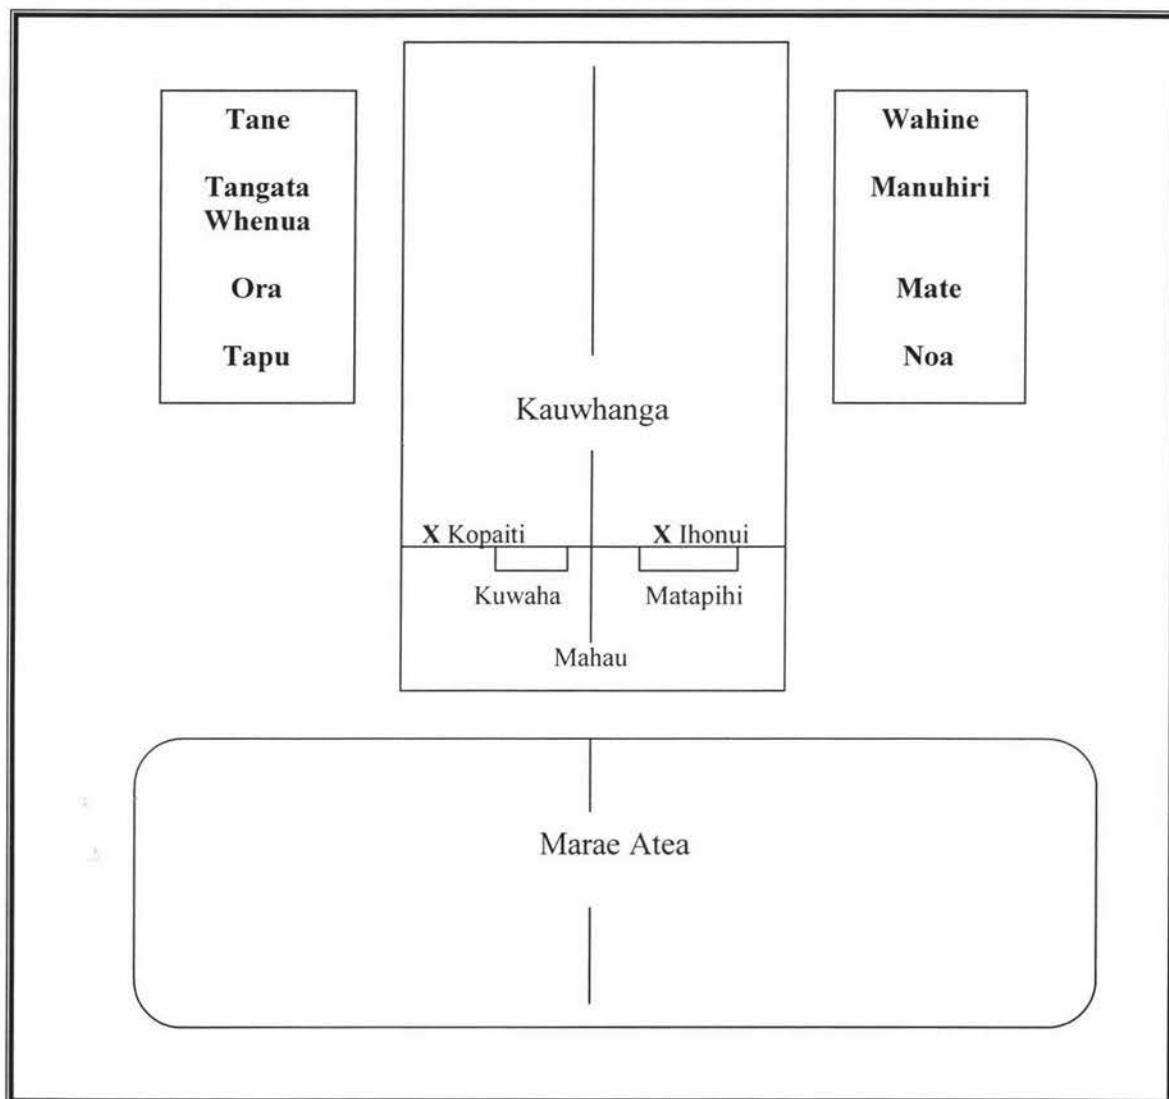 Tane
Tangata
Whenua
Ora
Tapu
Wahine
Manuhiri
Mate
Noa
Kauwhanga
X Kopaiti
X Ihonui
Kuwaha
Matapihi
Mahau
Marae Atea